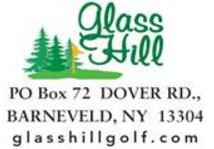 Glass
Hill
PO Box 72 DOVER RD.,
BARNEVELD, NY 13304
glasshillgolf.com